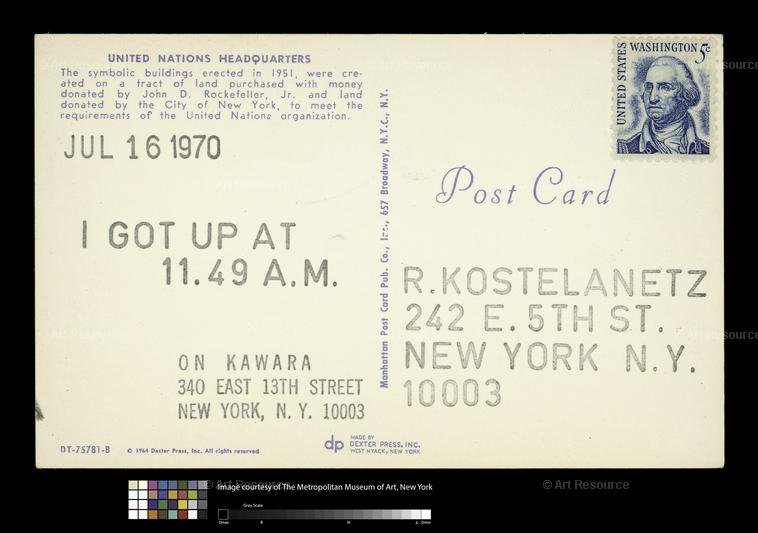 UNITED NATIONS HEADQUARTERS
The symbolic buildings erected in 1951, were cre-
ated on a tract of land purchased with money
donated by John D. Rockefeller, Jr. and land
donated by the City of New York, to meet the
requirements of the United Nations organization.
JUL 16 1970
I GOT UP AT
11.49 A.M.
ON KAWARA
340 EAST 13TH STREET
NEW YORK, N.Y. 10003
DT-75781-B
© 1964 Dexter Press, Inc. All rights reserved
Manhattan Post Card Pub. Co., Inc., 657 Broadway, N.Y.C., N.Y.
dp
MADE BY
DEXTER PRESS, INC.
WEST NYACK, NEW YORK
UNITED STATES
WASHINGTON 5c
Post Card
R.KOSTELANETZ
242 E. 5TH ST.
NEW YORK N.Y.
10003
© Art Resource
Image courtesy of The Metropolitan Museum of Art, New York
Gray Scale
© Art Resource